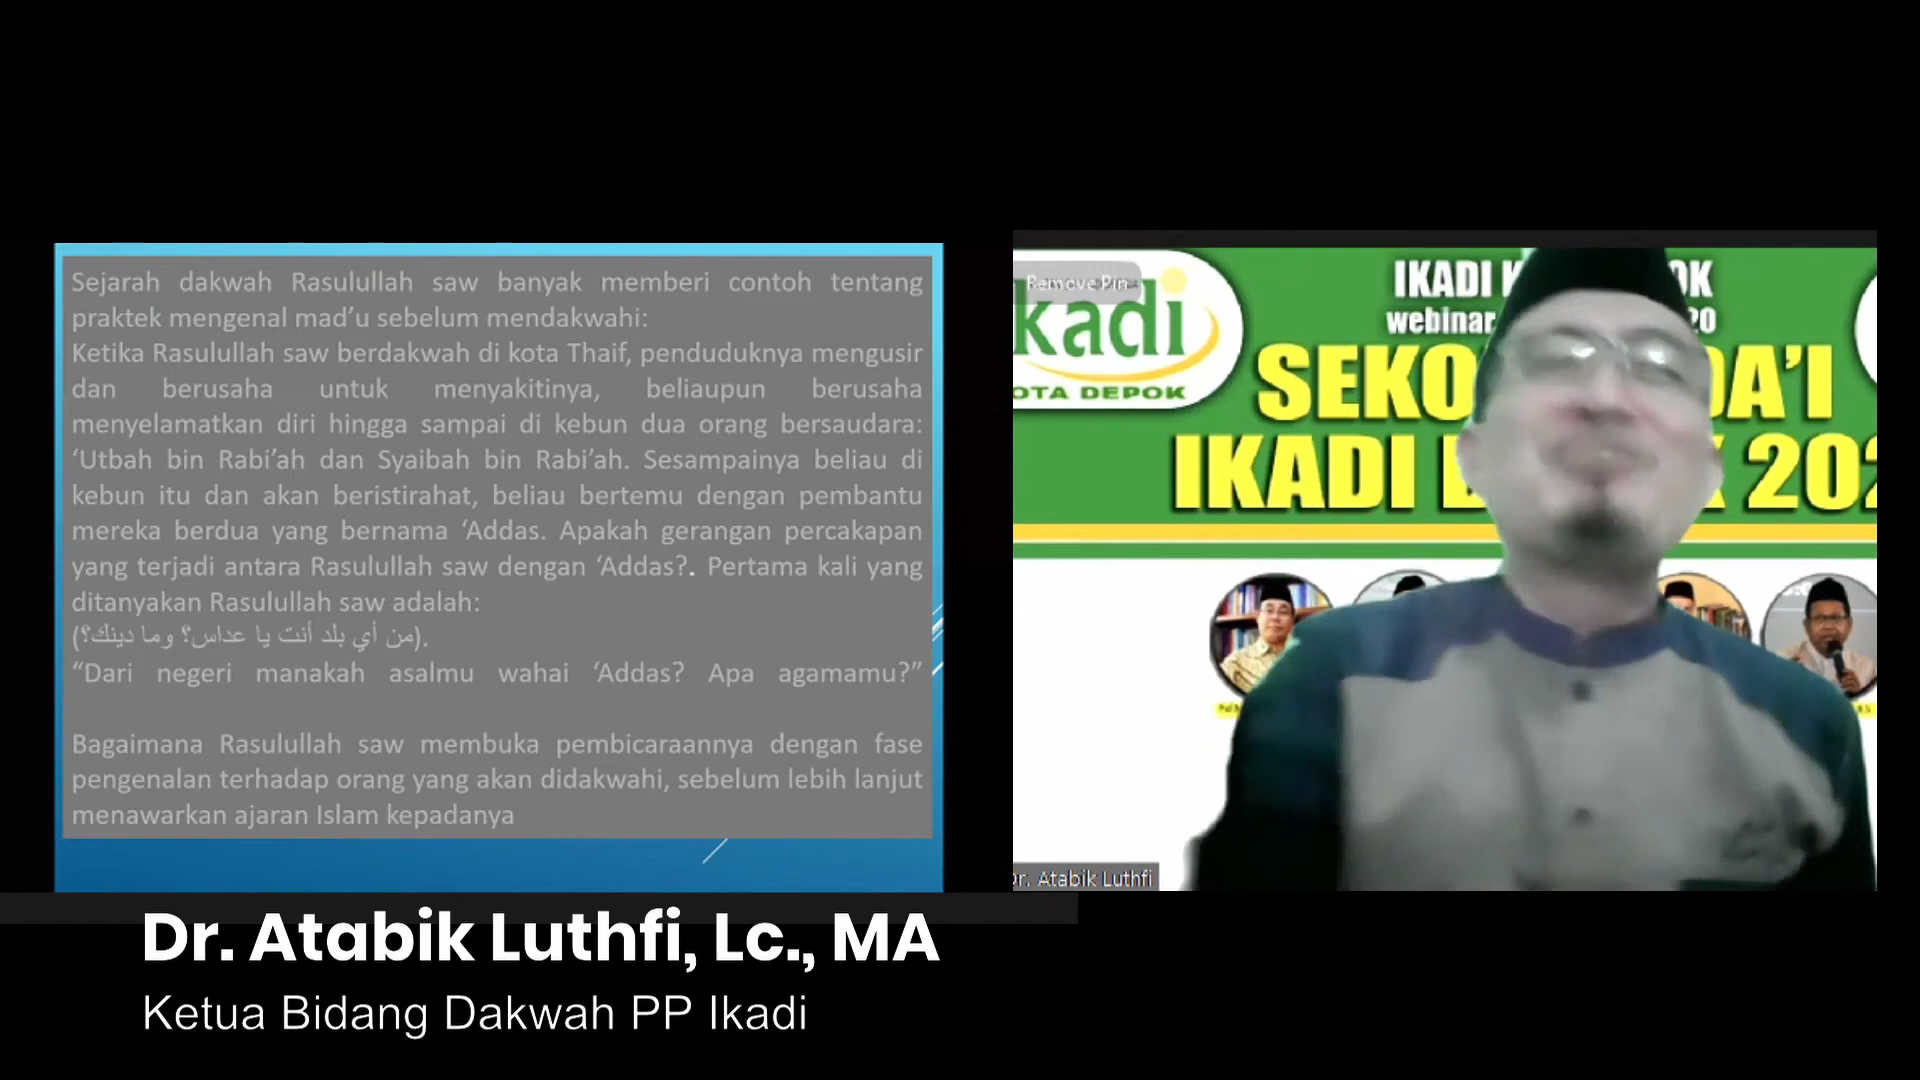 Sejarah dakwah Rasulullah saw banyak memberi contoh tentang
praktek mengenal mad’u sebelum mendakwahi:
Ketika Rasulullah saw berdakwah di kota Thaif, penduduknya mengusir
dan berusaha untuk menyakitinya, beliaupun berusaha
menyelamatkan diri hingga sampai di kebun dua orang bersaudara:
‘Utbah bin Rabi’ah dan Syaibah bin Rabi’ah. Sesampainya beliau di
kebun itu dan akan beristirahat, beliau bertemu dengan pembantu
mereka berdua yang bernama ‘Addas. Apakah gerangan percakapan
yang terjadi antara Rasulullah saw dengan ‘Addas?. Pertama kali yang
ditanyakan Rasulullah saw adalah:
(من أي بلد أنت يا عداس؟ وما دينك؟).
“Dari negeri manakah asalmu wahai ‘Addas? Apa agamamu?”
Bagaimana Rasulullah saw membuka pembicaraannya dengan fase
pengenalan terhadap orang yang akan didakwahi, sebelum lebih lanjut
menawarkan ajaran Islam kepadanya
Remove Pin
kadi
OTA DEPOK
IKADI K OK
webinar 20
SEKO DA’I
IKADI K 202
Dr. Atabik Luthfi
Dr. Atabik Luthfi, Lc., MA
Ketua Bidang Dakwah PP Ikadi